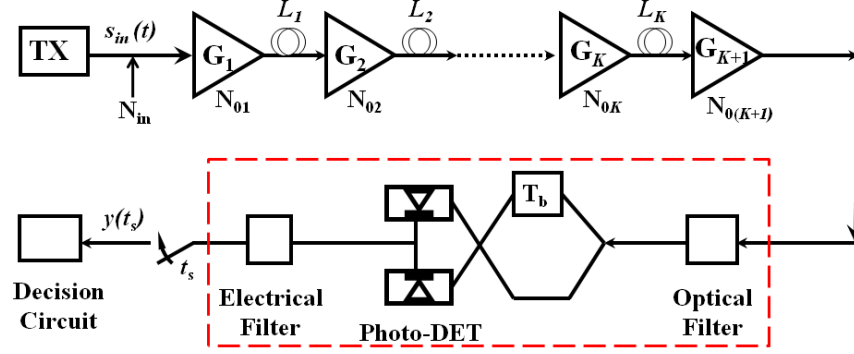 TX
s_in (t)
N_in
G_1
N_01
L_1
G_2
N_02
L_2
G_K
N_0K
L_K
G_K+1
N_0(K+1)
y(t_s)
t_s
T_b
Decision
Circuit
Electrical
Filter
Photo-DET
Optical
Filter